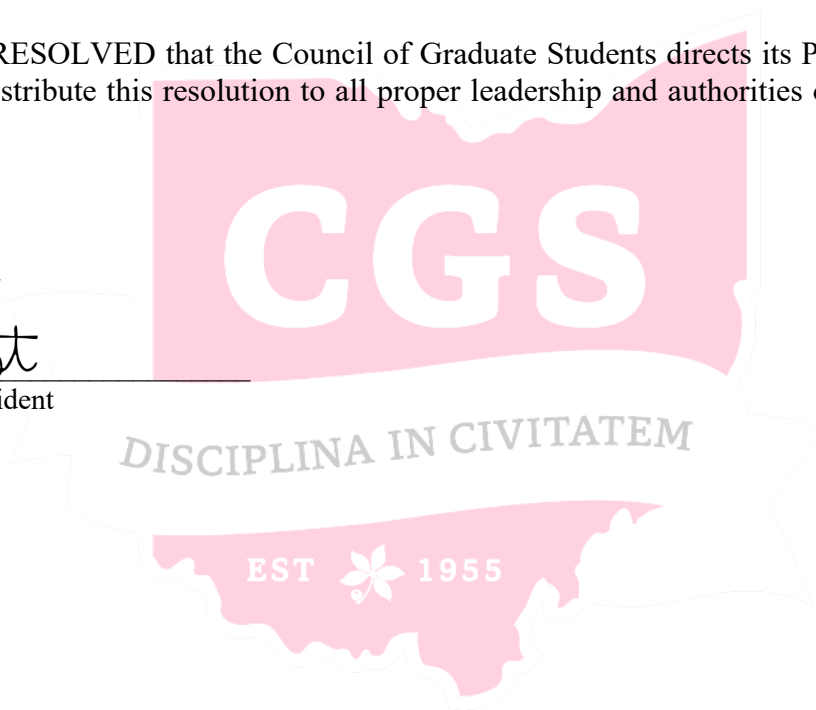 RESOLVED that the Council of Graduate Students directs its P
stribute this resolution to all proper leadership and authorities
CGS
st
ident
DISCIPLINA IN CIVITATEM
EST 1955